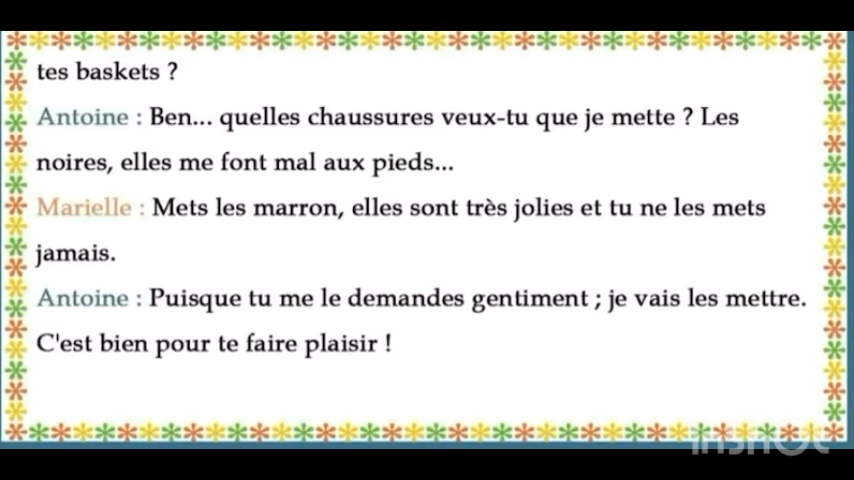 tes baskets ?
Antoine : Ben... quelles chaussures veux-tu que je mette ? Les
noires, elles me font mal aux pieds...
Marielle : Mets les marron, elles sont très jolies et tu ne les mets
jamais.
Antoine : Puisque tu me le demandes gentiment ; je vais les mettre.
C'est bien pour te faire plaisir !
InShOt